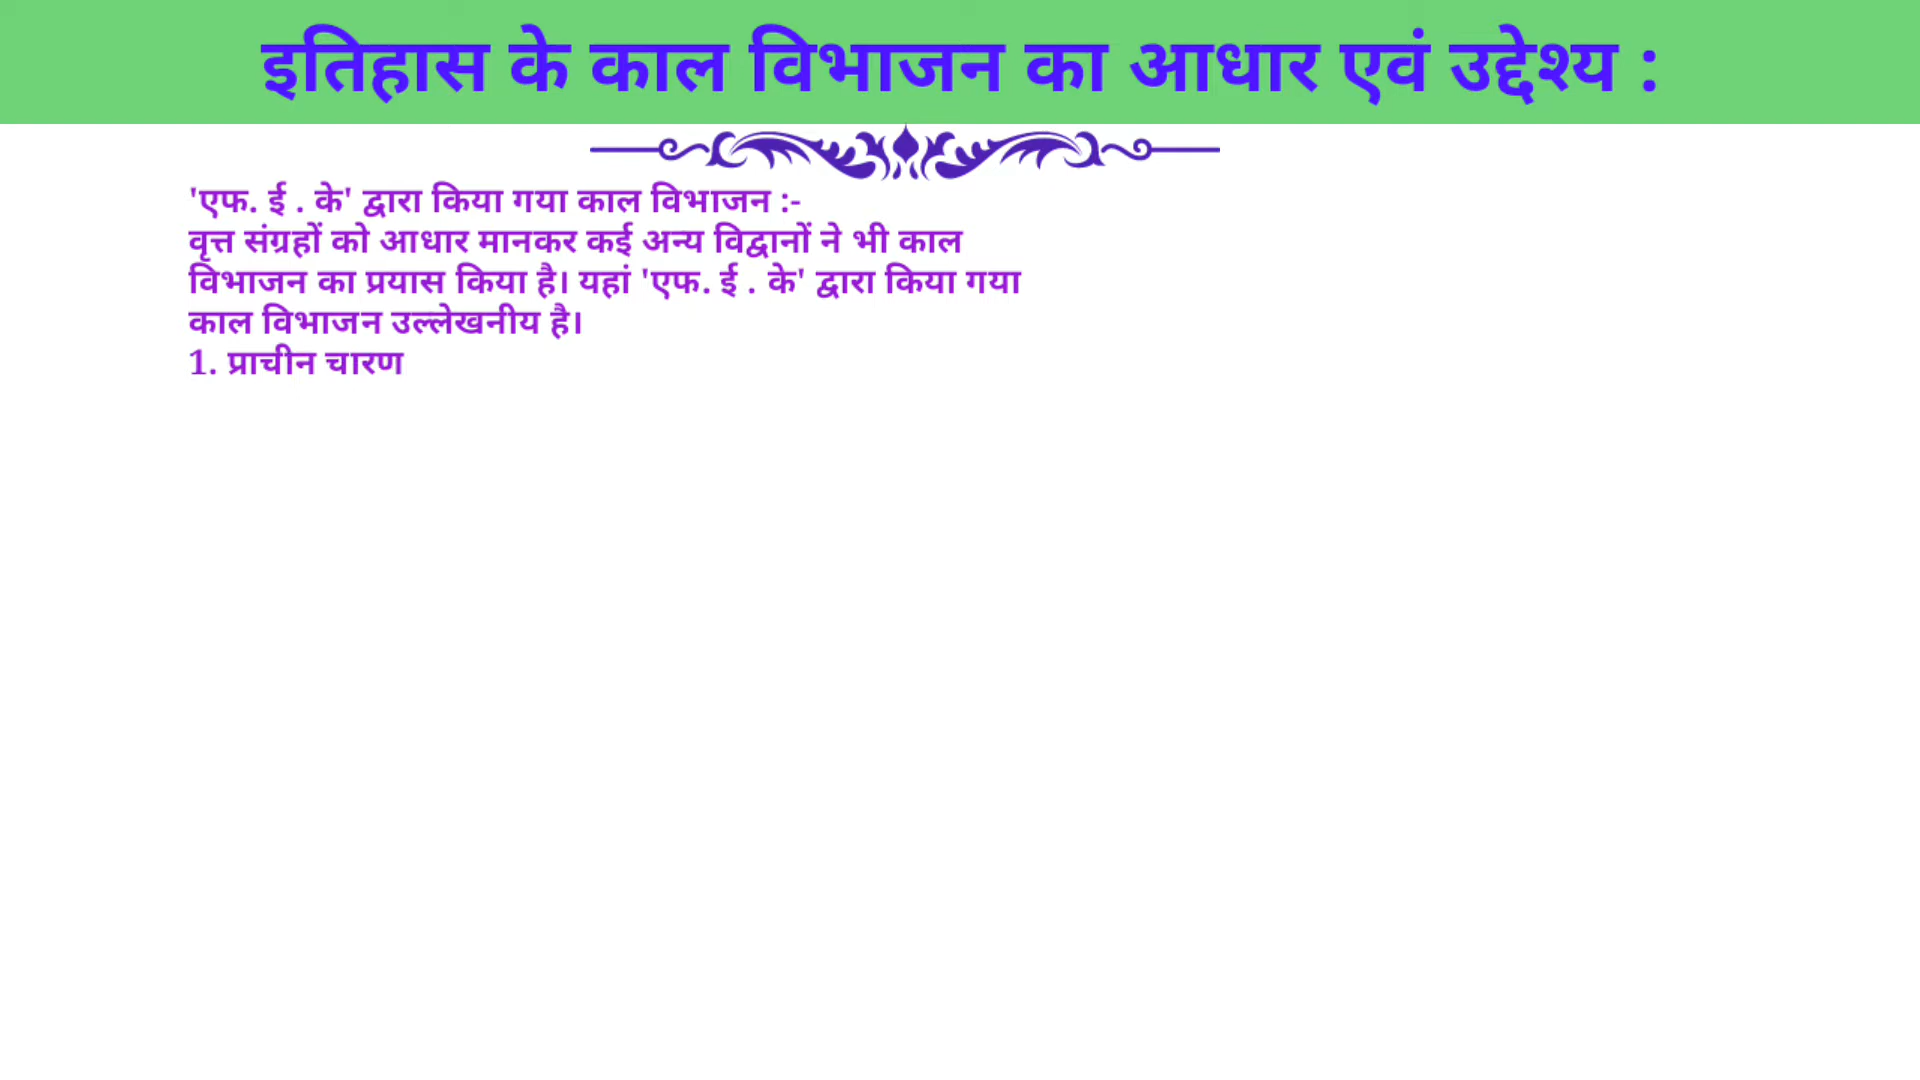 इतिहास के काल विभाजन का आधार एवं उद्देश्य :
'एफ. ई . के' द्वारा किया गया काल विभाजन :-
वृत्त संग्रहों को आधार मानकर कई अन्य विद्वानों ने भी काल
विभाजन का प्रयास किया है। यहां 'एफ. ई . के' द्वारा किया गया
काल विभाजन उल्लेखनीय है।
1. प्राचीन चारण